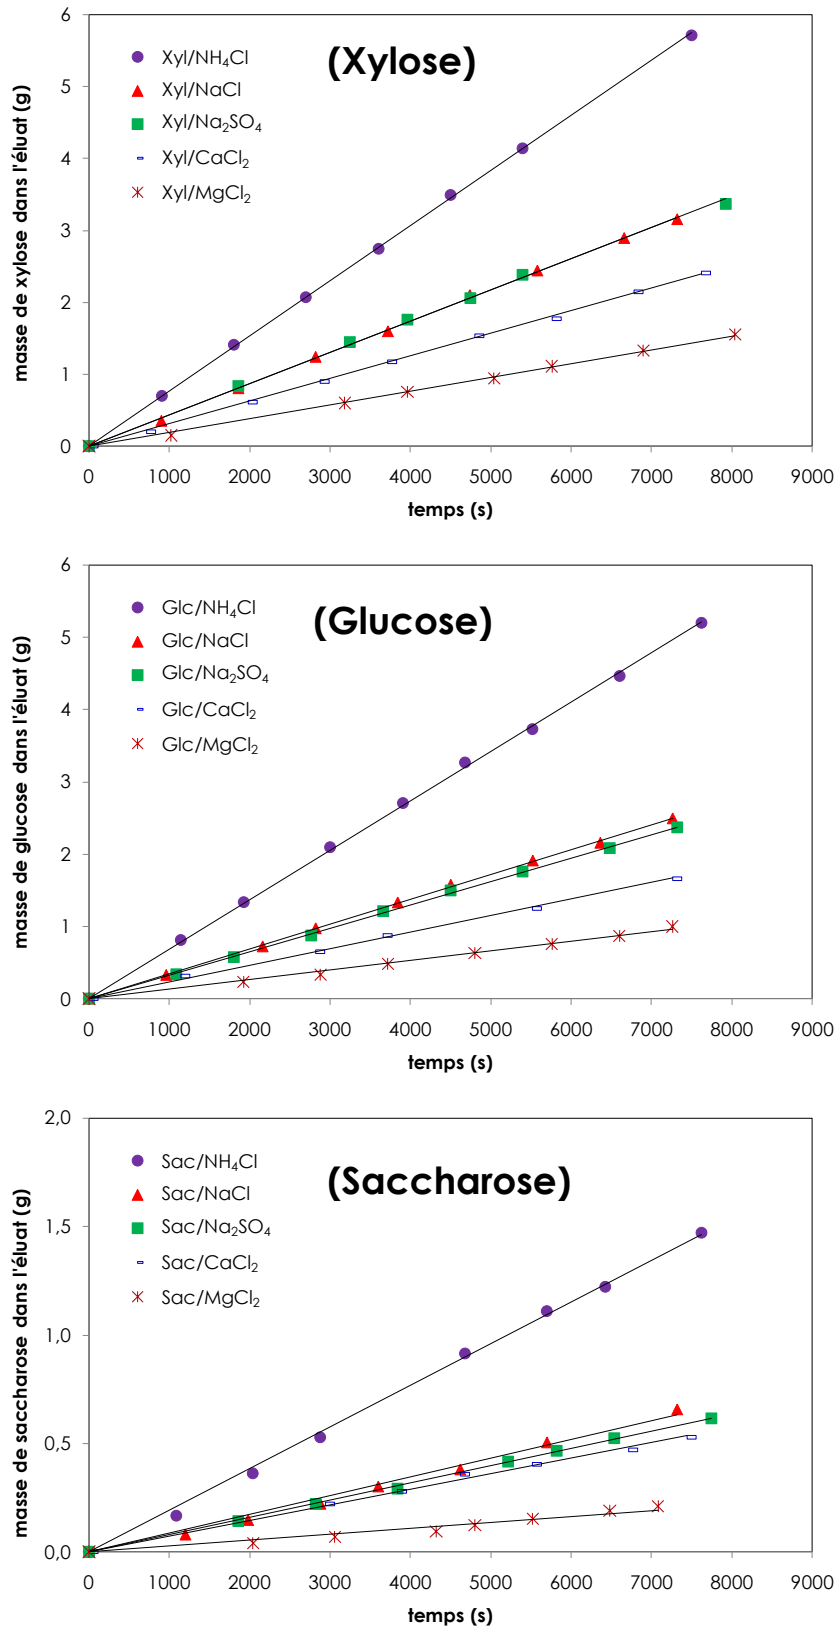 (Xylose)
Xyl/NH₄Cl
Xyl/NaCl
Xyl/Na₂SO₄
Xyl/CaCl₂
Xyl/MgCl₂
masse de xylose dans l'éluat (g)
6
5
4
3
2
1
0
0 1000 2000 3000 4000 5000 6000 7000 8000 9000
temps (s)
(Glucose)
Glc/NH₄Cl
Glc/NaCl
Glc/Na₂SO₄
Glc/CaCl₂
Glc/MgCl₂
masse de glucose dans l'éluat (g)
6
5
4
3
2
1
0
0 1000 2000 3000 4000 5000 6000 7000 8000 9000
temps (s)
(Saccharose)
Sac/NH₄Cl
Sac/NaCl
Sac/Na₂SO₄
Sac/CaCl₂
Sac/MgCl₂
masse de saccharose dans l'éluat (g)
2,0
1,5
1,0
0,5
0,0
0 1000 2000 3000 4000 5000 6000 7000 8000 9000
temps (s)